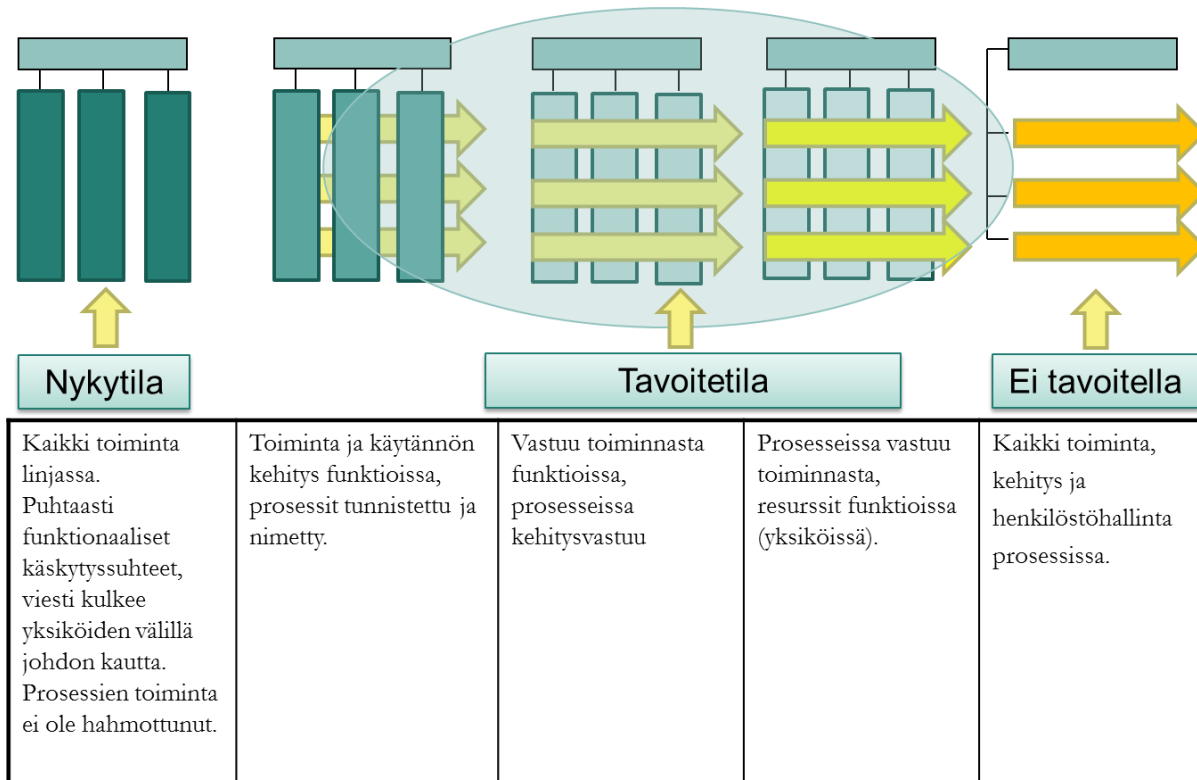 Nykytila
Tavoitetila
Ei tavoitella
Kaikki toiminta
linjassa.
Puhtaasti
funktionaaliset
käskytyssuhteet,
viesti kulkee
yksiköiden välillä
johdon kautta.
Prosessien toiminta
ei ole hahmottunut.
Toiminta ja käytännön
kehitys funktioissa,
prosessit tunnistettu ja
nimetty.
Vastuu toiminnasta
funktioissa,
prosesseissa
kehitysvastuu
Prosesseissa vastuu
toiminnasta,
resurssit funktioissa
(yksiköissä).
Kaikki toiminta,
kehitys ja
henkilöstöhallinta
prosessissa.